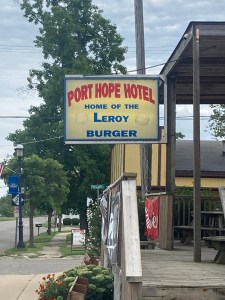 PORT HOPE HOTEL
HOME OF THE
LEROY
BURGER